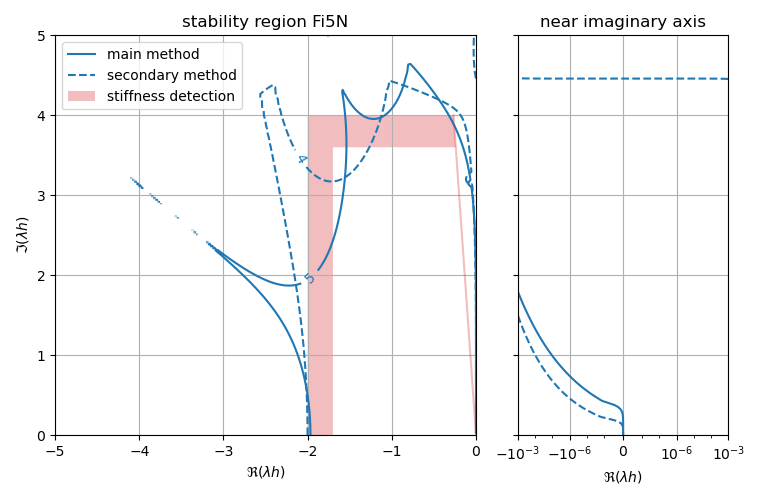 stability region Fi5N
near imaginary axis
main method
secondary method
stiffness detection
5
4
3
2
1
0
ℑ(λh)
4
5
−5 −4 −3 −2 −1 0
ℜ(λh)
−10⁻³ −10⁻⁶ 0 10⁻⁶ 10⁻³
ℜ(λh)